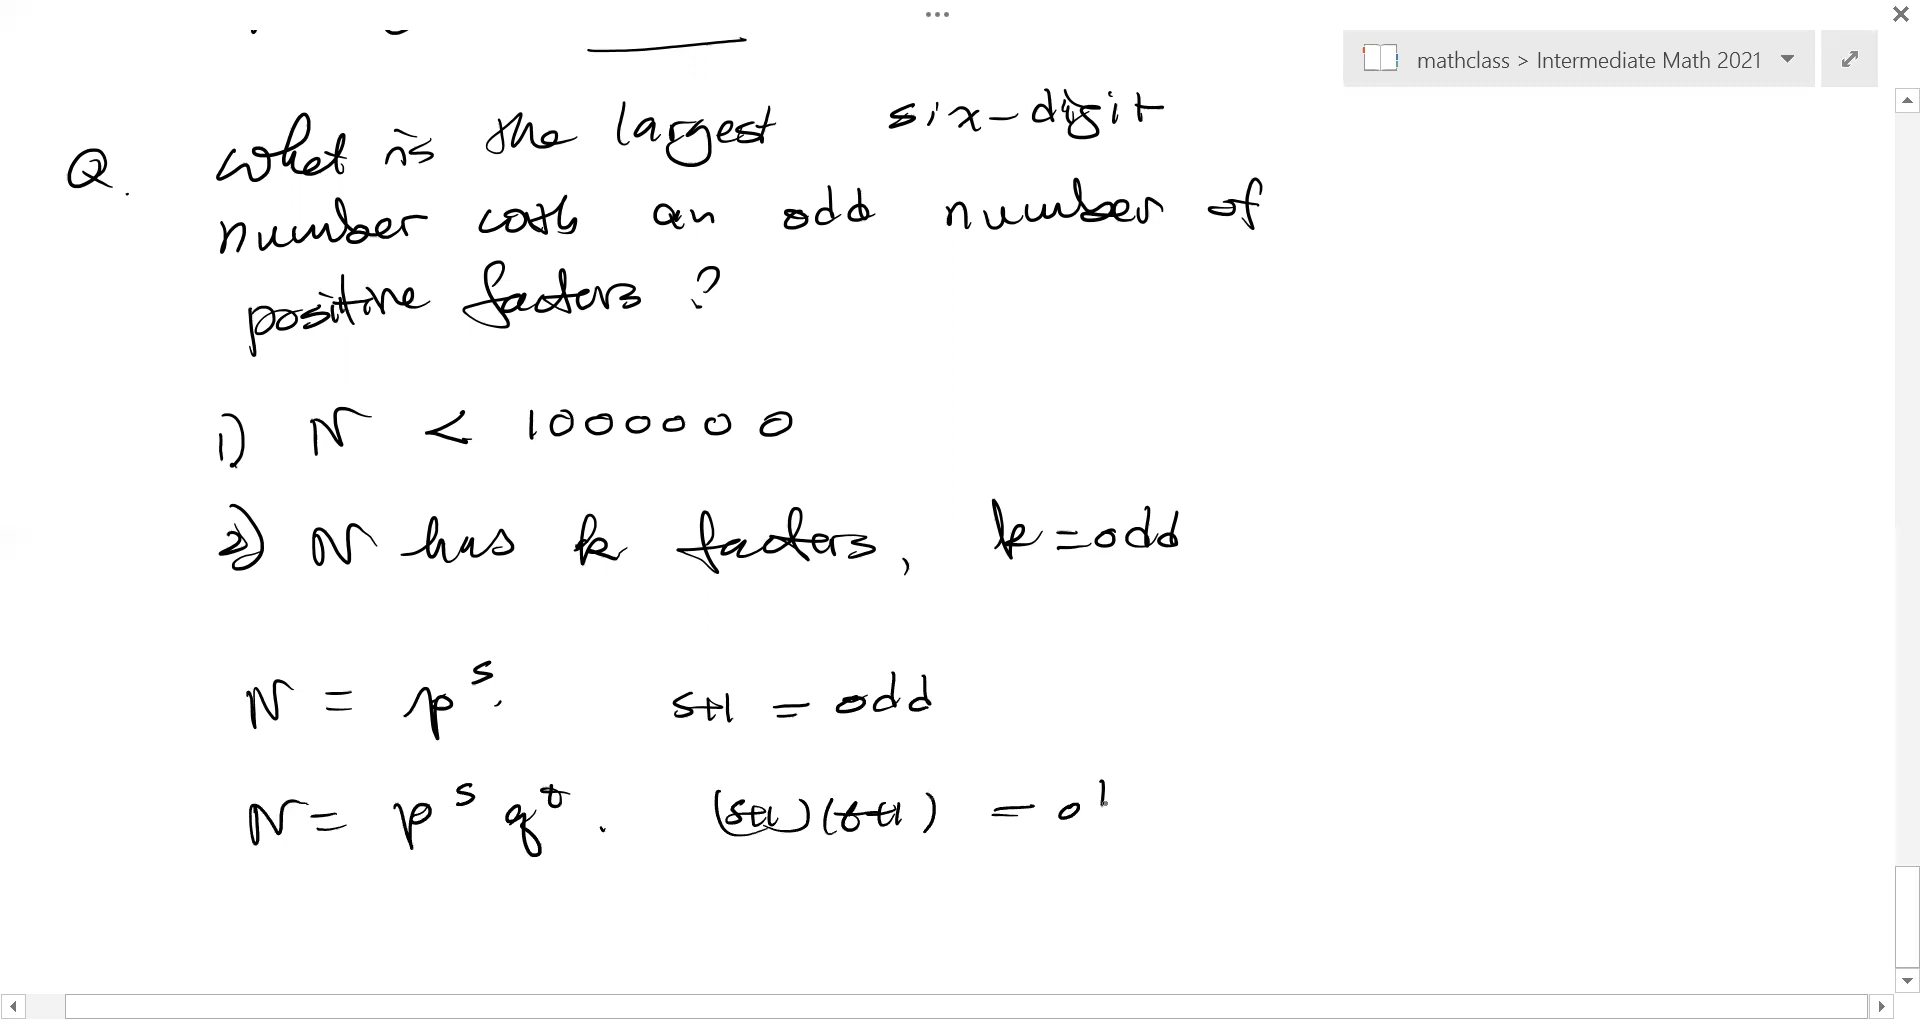 mathclass > Intermediate Math 2021
Q. What is the largest six-digit
number with an odd number of
positive factors ?
1) N < 1000000
2) N has k factors, k = odd
N = p^s. s+1 = odd
N = p^s q^t. (s+1)(t+1) = o